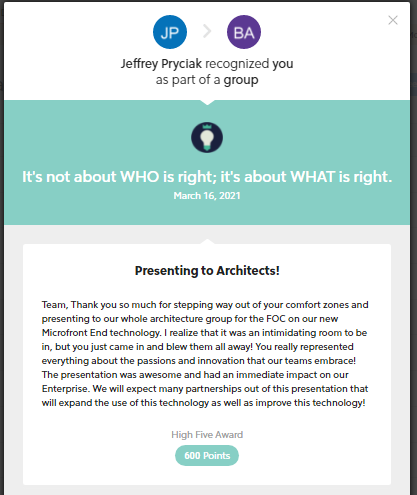 JP
BA
Jeffrey Pryciak recognized you
as part of a group
It's not about WHO is right; it's about WHAT is right.
March 16, 2021
Presenting to Architects!
Team, Thank you so much for stepping way out of your comfort zones and
presenting to our whole architecture group for the FOC on our new
Microfront End technology. I realize that it was an intimidating room to be
in, but you just came in and blew them all away! You really represented
everything about the passions and innovation that our teams embrace!
The presentation was awesome and had an immediate impact on our
Enterprise. We will expect many partnerships out of this presentation that
will expand the use of this technology as well as improve this technology!
High Five Award
600 Points